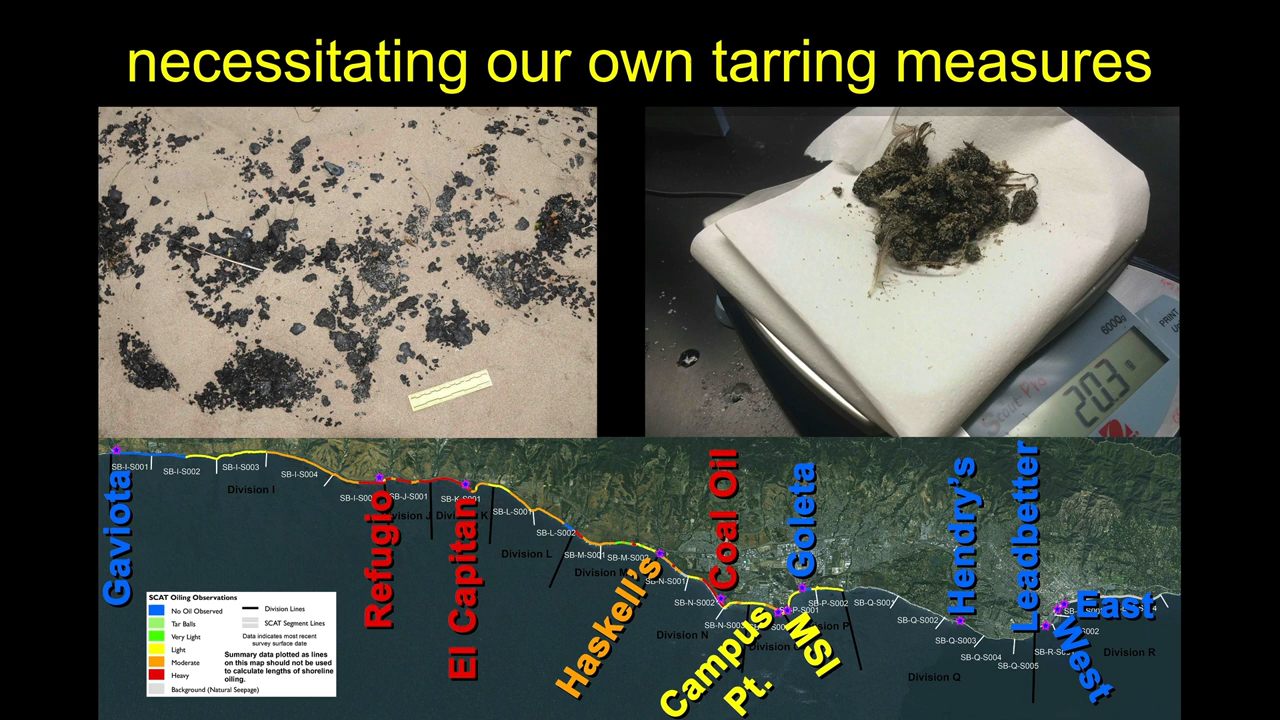 necessitating our own tarring measures
600Qg
PRINT
Scout Pro
20.3 g
SB-I-S001
SB-I-S002
SB-I-S003
SB-I-S004
Division I
Gaviota
Refugio
SB-J-S001
SB-K-S001
El Capitan
SB-L-S001
SB-L-S002
Division L
SB-M-S001
SB-M-S002
Haskell's
SB-N-S001
SB-N-S002
Division N
Coal Oil
Campus
Pt.
MSI
Goleta
SB-P-S002
SB-Q-S001
SB-Q-S002
SB-Q-S003
SB-Q-S004
SB-Q-S005
Division Q
Hendry's
Leadbetter
East
West
Division R
SCAT Oiling Observations
No Oil Observed
Tar Balls
Very Light
Light
Moderate
Heavy
Background (Natural Seepage)
Division Lines
SCAT Segment Lines
Data indicates most recent
survey surface date
Summary data plotted as lines
on this map should not be used
to calculate lengths of shoreline
oiling.